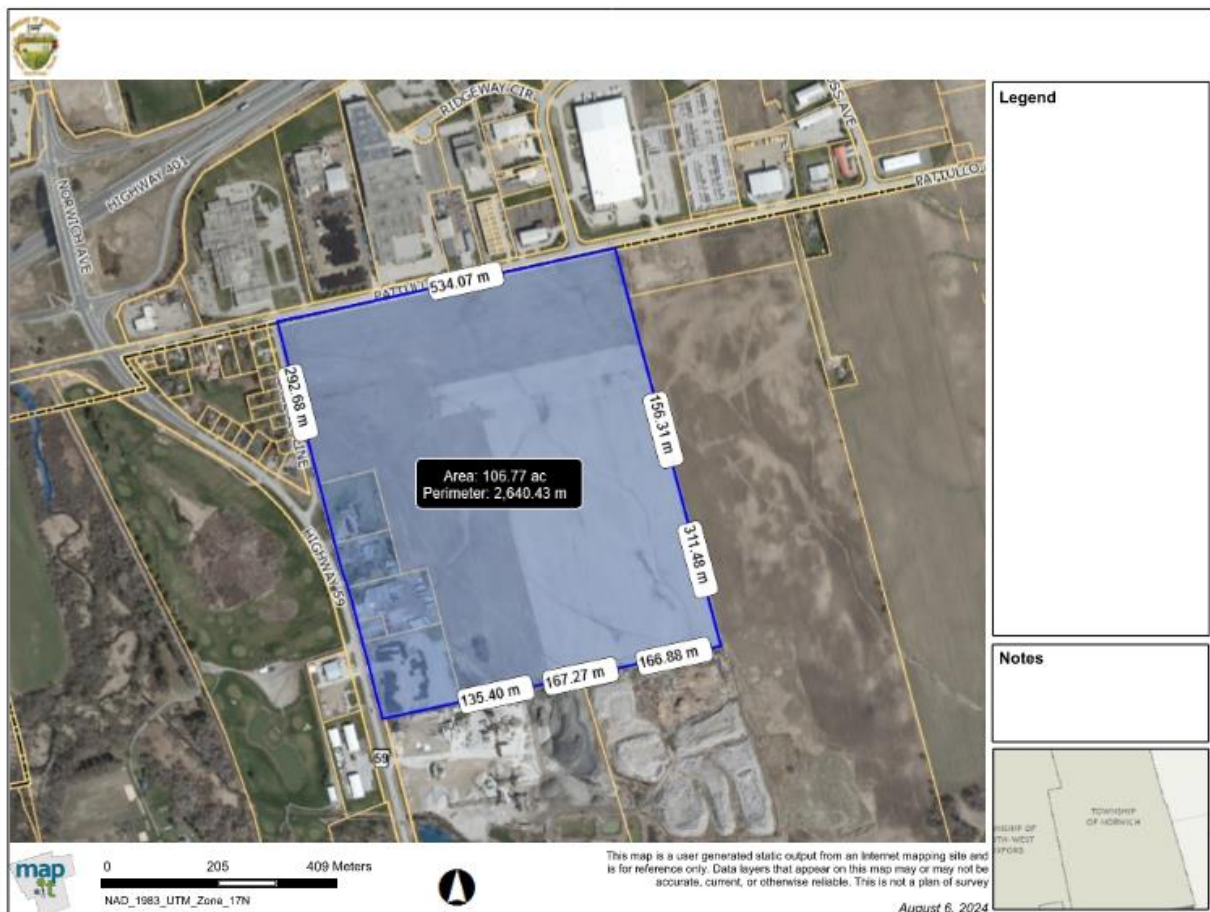 Legend
RIDGEWAY CIR
HIGHWAY 401
NORWICH AVE
PATTULLO
534.07 m
292.68 m
LINE
156.31 m
Area: 106.77 ac
Perimeter: 2,640.43 m
311.48 m
HIGHWAY 59
166.88 m
167.27 m
135.40 m
59
Notes
TOWNSHIP
OF NORWICH
map
it
0 205 409 Meters
NAD_1983_UTM_Zone_17N
This map is a user generated static output from an Internet mapping site and
is for reference only. Data layers that appear on this map may or may not be
accurate, current, or otherwise reliable. This is not a plan of survey
August 6, 2024